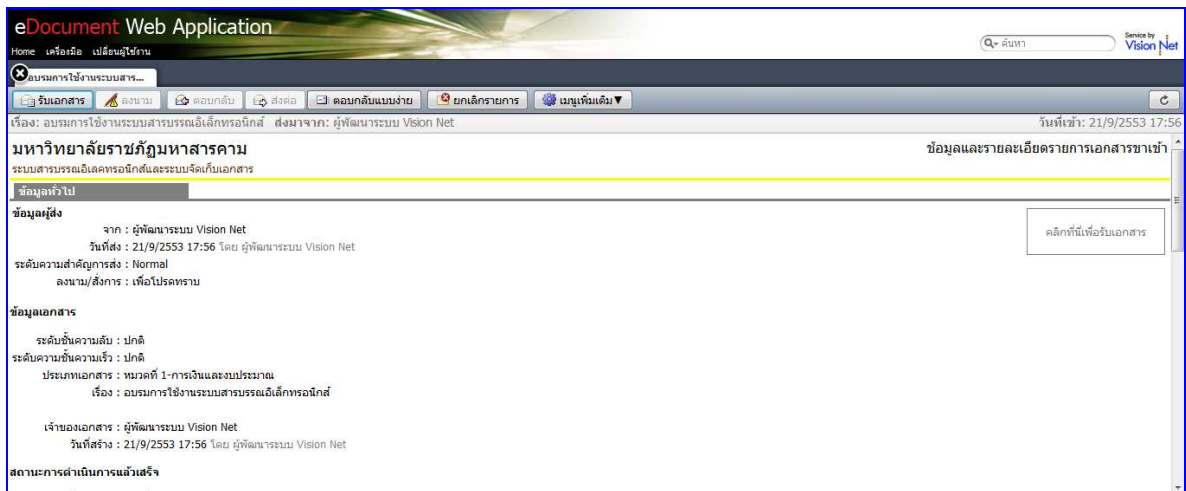 eDocument Web Application
Home เครื่องมือ เปลี่ยนผู้ใช้งาน
ค้นหา
Service by
Vision Net
อบรมการใช้งานระบบสาร...
รับเอกสาร ลงนาม ตอบกลับ ส่งต่อ ตอบกลับแบบง่าย ยกเลิกรายการ เมนูเพิ่มเติม▼
เรื่อง: อบรมการใช้งานระบบสารบรรณอิเล็กทรอนิกส์ ส่งมาจาก: ผู้พัฒนาระบบ Vision Net วันที่เข้า: 21/9/2553 17:56
มหาวิทยาลัยราชภัฏมหาสารคาม ข้อมูลและรายละเอียดรายการเอกสารขาเข้า
ระบบสารบรรณอิเลคทรอนิกส์และระบบจัดเก็บเอกสาร
ข้อมูลทั่วไป
ข้อมูลผู้ส่ง
จาก : ผู้พัฒนาระบบ Vision Net
คลิกที่นี่เพื่อรับเอกสาร
วันที่ส่ง : 21/9/2553 17:56 โดย ผู้พัฒนาระบบ Vision Net
ระดับความสำคัญการส่ง : Normal
ลงนาม/สั่งการ : เพื่อโปรดทราบ
ข้อมูลเอกสาร
ระดับชั้นความลับ : ปกติ
ระดับความชั้นความเร็ว : ปกติ
ประเภทเอกสาร : หมวดที่ 1-การเงินและงบประมาณ
เรื่อง : อบรมการใช้งานระบบสารบรรณอิเล็กทรอนิกส์
เจ้าของเอกสาร : ผู้พัฒนาระบบ Vision Net
วันที่สร้าง : 21/9/2553 17:56 โดย ผู้พัฒนาระบบ Vision Net
สถานะการดำเนินการแล้วเสร็จ